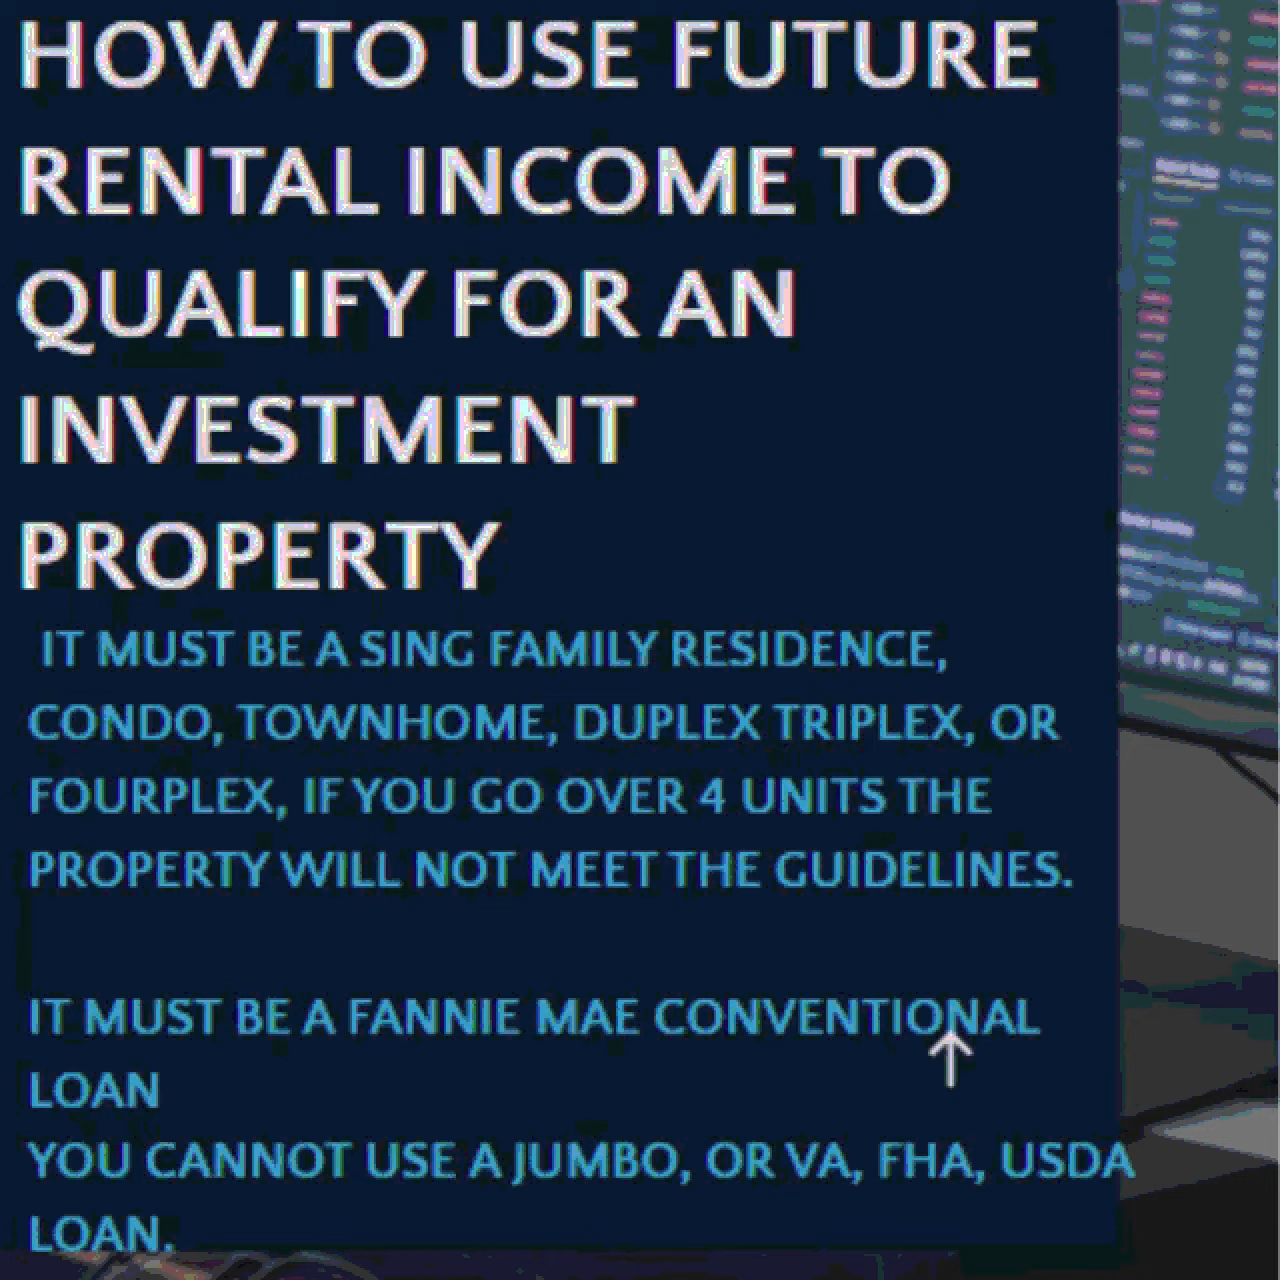 HOW TO USE FUTURE
RENTAL INCOME TO
QUALIFY FOR AN
INVESTMENT
PROPERTY
IT MUST BE A SING FAMILY RESIDENCE,
CONDO, TOWNHOME, DUPLEX TRIPLEX, OR
FOURPLEX, IF YOU GO OVER 4 UNITS THE
PROPERTY WILL NOT MEET THE GUIDELINES.
IT MUST BE A FANNIE MAE CONVENTIONAL
LOAN
YOU CANNOT USE A JUMBO, OR VA, FHA, USDA
LOAN.